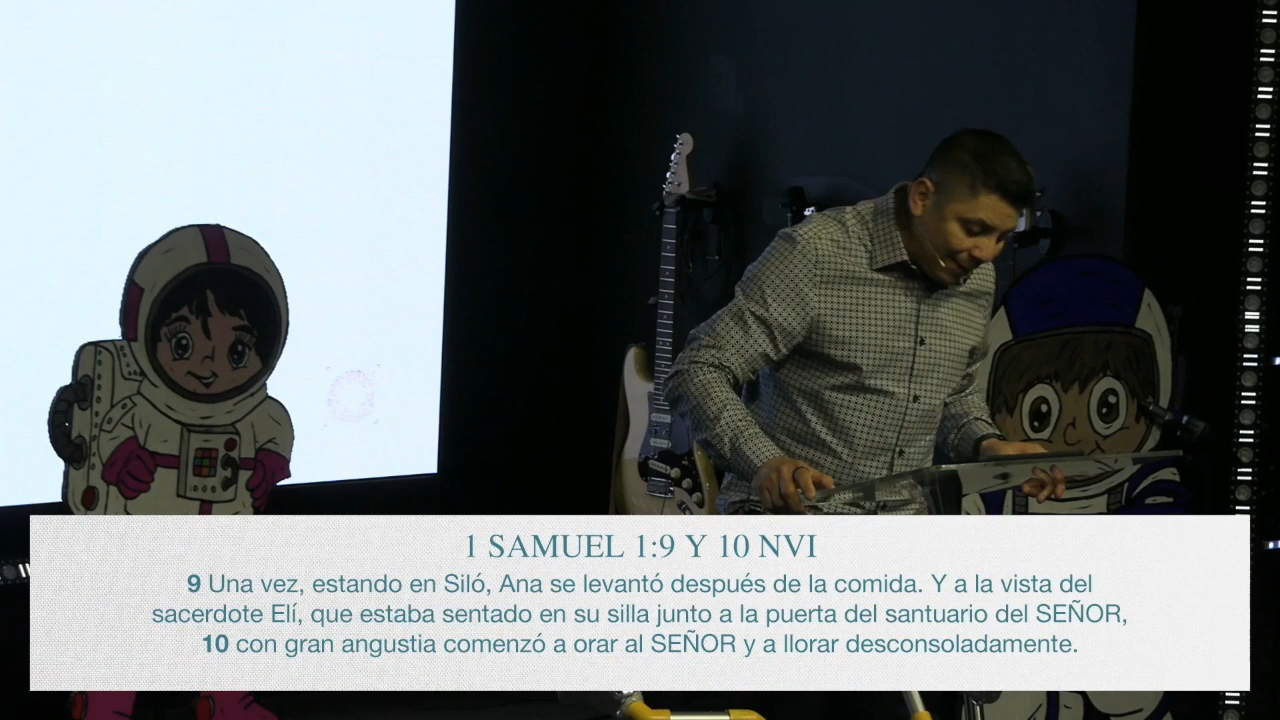 1 SAMUEL 1:9 Y 10 NVI
9 Una vez, estando en Siló, Ana se levantó después de la comida. Y a la vista del
sacerdote Elí, que estaba sentado en su silla junto a la puerta del santuario del SEÑOR,
10 con gran angustia comenzó a orar al SEÑOR y a llorar desconsoladamente.